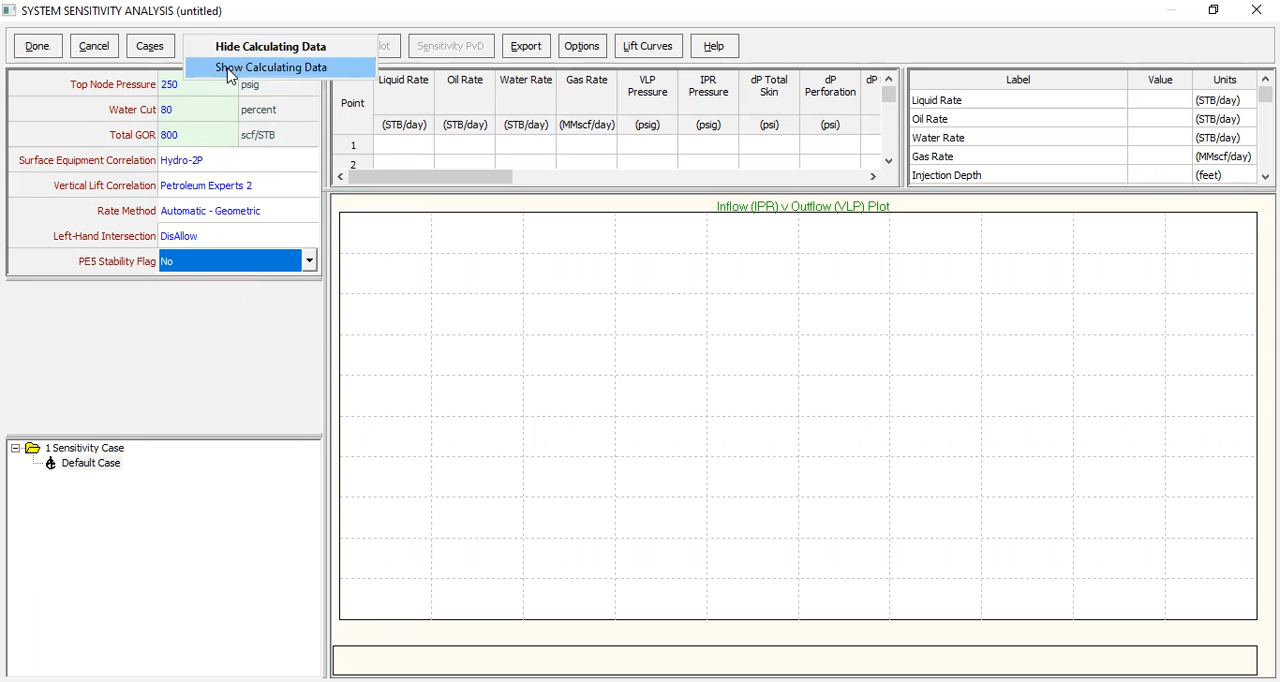 SYSTEM SENSITIVITY ANALYSIS (untitled)
Done Cancel Cases Hide Calculating Data Sensitivity PvD Export Options Lift Curves Help
Show Calculating Data
Top Node Pressure 250 psig
Water Cut 80 percent
Total GOR 800 scf/STB
Surface Equipment Correlation Hydro-2P
Vertical Lift Correlation Petroleum Experts 2
Rate Method Automatic - Geometric
Left-Hand Intersection DisAllow
PE5 Stability Flag No
1 Sensitivity Case
Default Case
Point Liquid Rate Oil Rate Water Rate Gas Rate VLP Pressure IPR Pressure dP Total Skin dP Perforation dP
(STB/day) (STB/day) (STB/day) (MMscf/day) (psig) (psig) (psi) (psi)
1
2
Label Value Units
Liquid Rate (STB/day)
Oil Rate (STB/day)
Water Rate (STB/day)
Gas Rate (MMscf/day)
Injection Depth (feet)
Inflow (IPR) v Outflow (VLP) Plot